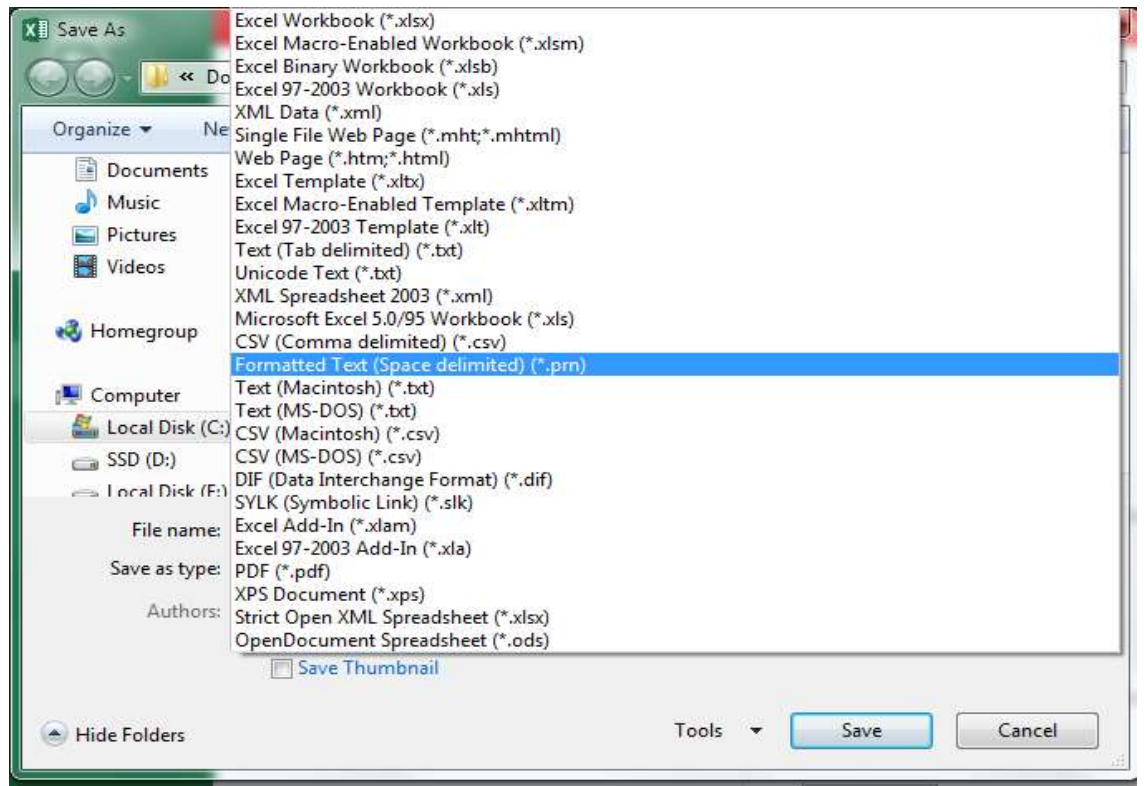 Save As
« Do
Organize
Ne
Documents
Music
Pictures
Videos
Homegroup
Computer
Local Disk (C:)
SSD (D:)
Local Disk (F:)
Excel Workbook (*.xlsx)
Excel Macro-Enabled Workbook (*.xlsm)
Excel Binary Workbook (*.xlsb)
Excel 97-2003 Workbook (*.xls)
XML Data (*.xml)
Single File Web Page (*.mht;*.mhtml)
Web Page (*.htm;*.html)
Excel Template (*.xltx)
Excel Macro-Enabled Template (*.xltm)
Excel 97-2003 Template (*.xlt)
Text (Tab delimited) (*.txt)
Unicode Text (*.txt)
XML Spreadsheet 2003 (*.xml)
Microsoft Excel 5.0/95 Workbook (*.xls)
CSV (Comma delimited) (*.csv)
Formatted Text (Space delimited) (*.prn)
Text (Macintosh) (*.txt)
Text (MS-DOS) (*.txt)
CSV (Macintosh) (*.csv)
CSV (MS-DOS) (*.csv)
DIF (Data Interchange Format) (*.dif)
SYLK (Symbolic Link) (*.slk)
Excel Add-In (*.xlam)
Excel 97-2003 Add-In (*.xla)
PDF (*.pdf)
XPS Document (*.xps)
Strict Open XML Spreadsheet (*.xlsx)
OpenDocument Spreadsheet (*.ods)
File name:
Save as type:
Authors:
Save Thumbnail
Hide Folders
Tools
Save
Cancel